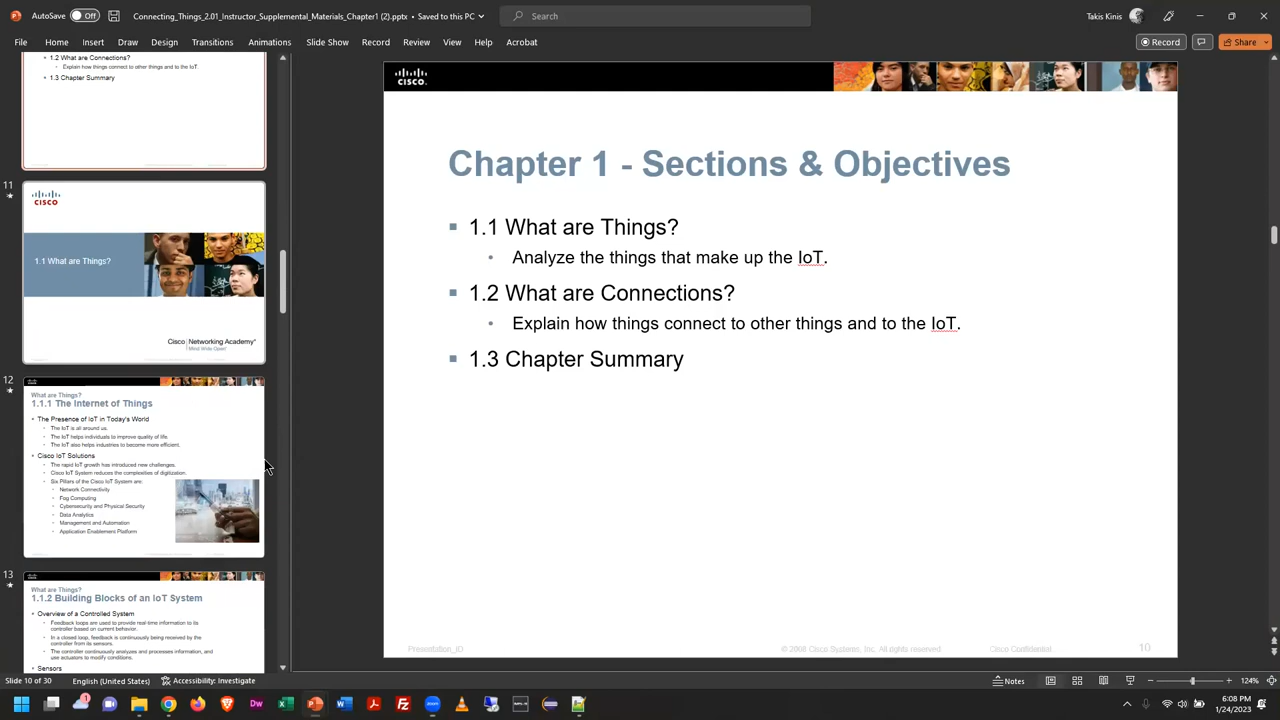 AutoSave Off Connecting_Things_2.01_Instructor_Supplemental_Materials_Chapter1 (2).pptx • Saved to this PC Search Takis Kinis
File Home Insert Draw Design Transitions Animations Slide Show Record Review View Help Acrobat Record Share
1.2 What are Connections?
Explain how things connect to other things and to the IoT
1.3 Chapter Summary
11
CISCO
1.1 What are Things?
Cisco Networking Academy
Mind Wide Open
12
What are Things?
1.1.1 The Internet of Things
The Presence of IoT in Today's World
The IoT is all around us.
The IoT helps individuals to improve quality of life.
The IoT also helps industries to become more efficient.
Cisco IoT Solutions
The rapid IoT growth has introduced new challenges.
Cisco IoT System reduces the complexities of digitization.
Six Pillars of the Cisco IoT System are:
Network Connectivity
Fog Computing
Cybersecurity and Physical Security
Data Analytics
Management and Automation
Application Enablement Platform
13
What are Things?
1.1.2 Building Blocks of an IoT System
Overview of a Controlled System
Feedback loops are used to provide real-time information to its
controller based on current behavior.
In a closed loop, feedback is continuously being received by the
controller from its sensors.
The controller continuously analyzes and processes information, and
use actuators to modify conditions.
Sensors
CISCO.
Chapter 1 - Sections & Objectives
1.1 What are Things?
Analyze the things that make up the IoT.
1.2 What are Connections?
Explain how things connect to other things and to the IoT.
1.3 Chapter Summary
Presentation_ID © 2008 Cisco Systems, Inc. All rights reserved Cisco Confidential 10
Slide 10 of 30 English (United States) Accessibility: Investigate Notes 124%
6:08 PM
1/24/2023